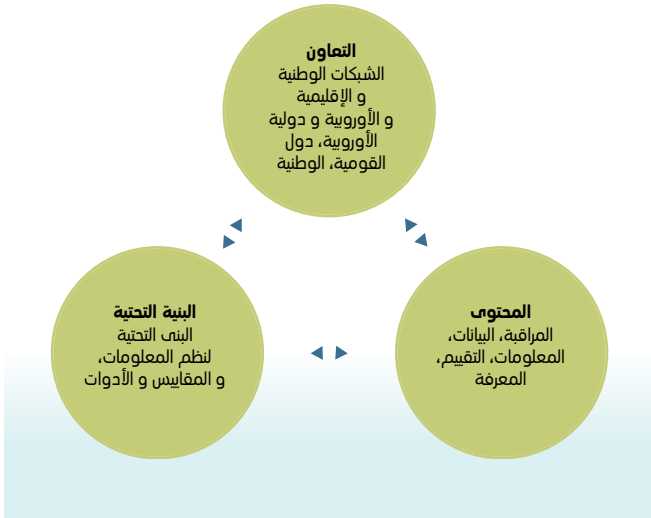 التعاون
الشبكات الوطنية
و الإقليمية
و الأوروبية و دولية
الأوروبية، دول
القومية، الوطنية
المحتوى
المراقبة، البيانات،
المعلومات، التقييم،
المعرفة
البنية التحتية
البنى التحتية
لنظم المعلومات،
و المقاييس و الأدوات